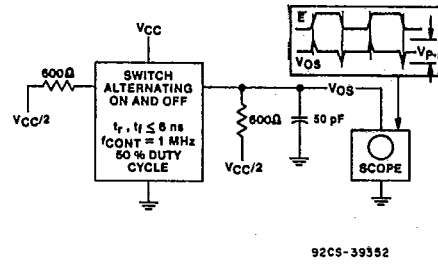 E
VOS
VP-
VCC
600Ω
VCC/2
SWITCH
ALTERNATING
ON AND OFF
tr, tf ≤ 6 ns
fCONT = 1 MHz
50 % DUTY
CYCLE
600Ω
VCC/2
50 pF
VOS
SCOPE
92CS-39352